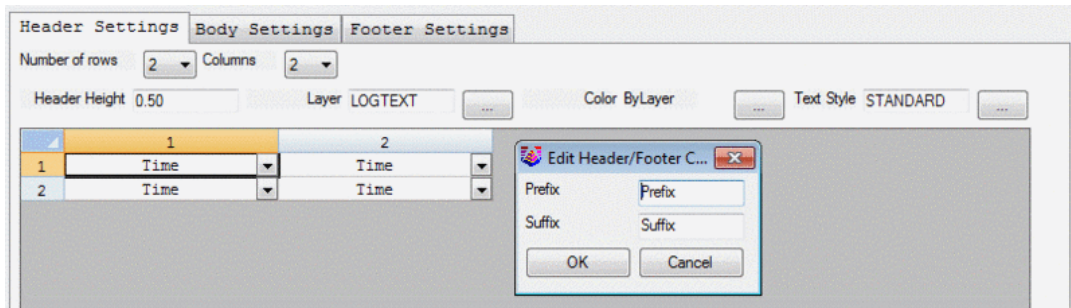 Header Settings Body Settings Footer Settings
Number of rows 2 Columns 2
Header Height 0.50 Layer LOGTEXT ... Color ByLayer ... Text Style STANDARD ...
1 2
1 Time Time
2 Time Time
Edit Header/Footer C...
Prefix Prefix
Suffix Suffix
OK Cancel